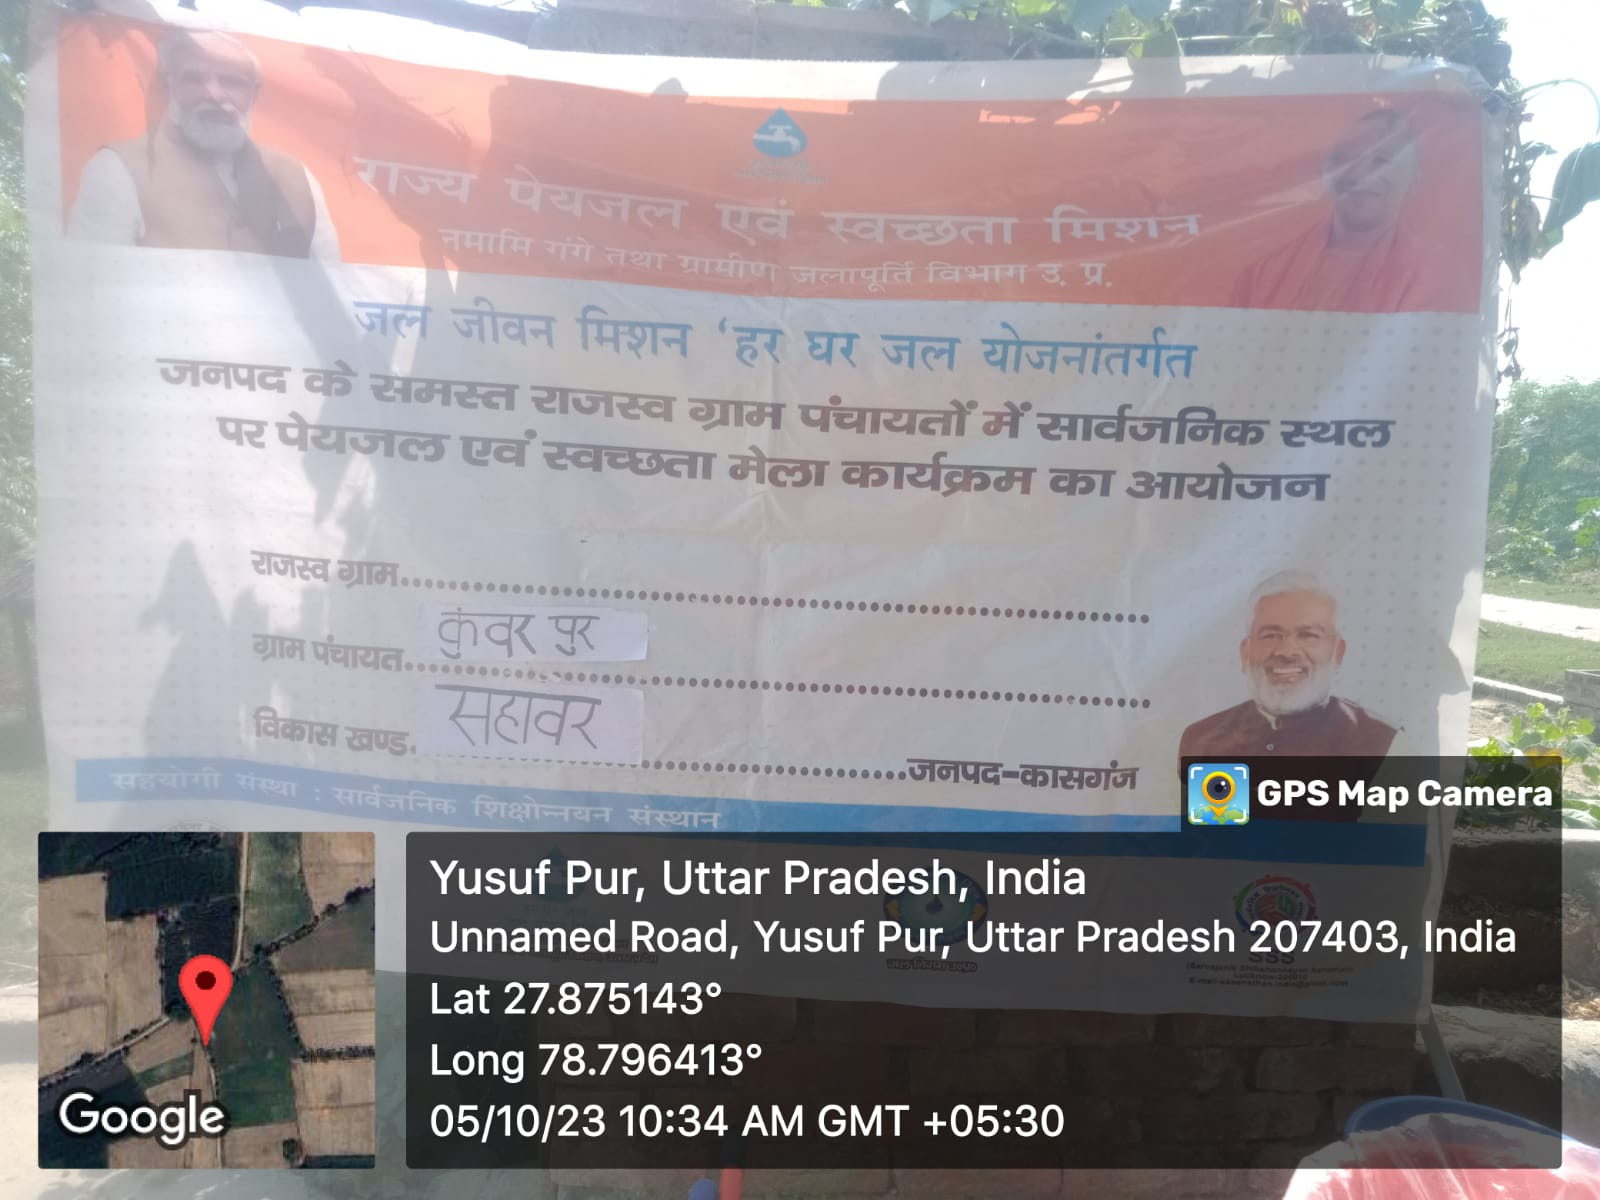 राज्य पेयजल एवं स्वच्छता मिशन
नमामि गंगे तथा ग्रामीण जलापूर्ति विभाग उ. प्र.
जल जीवन मिशन ‘हर घर जल योजनांतर्गत
जनपद के समस्त राजस्व ग्राम पंचायतों में सार्वजनिक स्थल
पर पेयजल एवं स्वच्छता मेला कार्यक्रम का आयोजन
राजस्व ग्राम
ग्राम पंचायत कुंवर पुर
विकास खण्ड सहावर जनपद-कासगंज
सहयोगी संस्था : सार्वजनिक शिक्षोन्नयन संस्थान
GPS Map Camera
Yusuf Pur, Uttar Pradesh, India
Unnamed Road, Yusuf Pur, Uttar Pradesh 207403, India
SSS
Lat 27.875143°
Long 78.796413°
05/10/23 10:34 AM GMT +05:30
Google